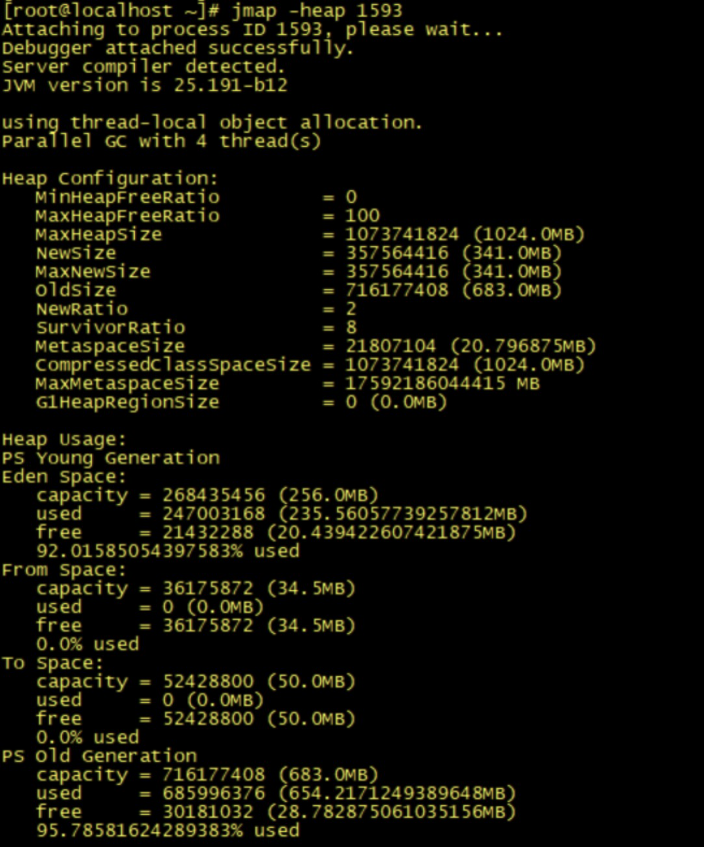 [root@localhost ~]# jmap -heap 1593
Attaching to process ID 1593, please wait...
Debugger attached successfully.
Server compiler detected.
JVM version is 25.191-b12
using thread-local object allocation.
Parallel GC with 4 thread(s)
Heap Configuration:
MinHeapFreeRatio = 0
MaxHeapFreeRatio = 100
MaxHeapSize = 1073741824 (1024.0MB)
NewSize = 357564416 (341.0MB)
MaxNewSize = 357564416 (341.0MB)
OldSize = 716177408 (683.0MB)
NewRatio = 2
SurvivorRatio = 8
MetaspaceSize = 21807104 (20.796875MB)
CompressedClassSpaceSize = 1073741824 (1024.0MB)
MaxMetaspaceSize = 17592186044415 MB
G1HeapRegionSize = 0 (0.0MB)
Heap Usage:
PS Young Generation
Eden Space:
capacity = 268435456 (256.0MB)
used = 247003168 (235.56057739257812MB)
free = 21432288 (20.439422607421875MB)
92.01585054397583% used
From Space:
capacity = 36175872 (34.5MB)
used = 0 (0.0MB)
free = 36175872 (34.5MB)
0.0% used
To Space:
capacity = 52428800 (50.0MB)
used = 0 (0.0MB)
free = 52428800 (50.0MB)
0.0% used
PS Old Generation
capacity = 716177408 (683.0MB)
used = 685996376 (654.2171249389648MB)
free = 30181032 (28.782875061035156MB)
95.78581624289383% used